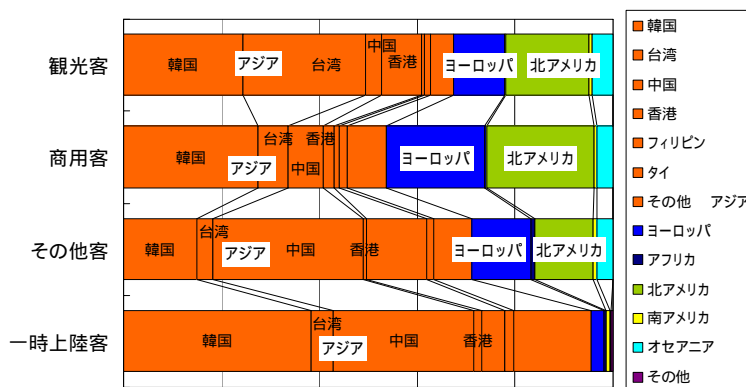 観光客
韓国
アジア
台湾
中国
香港
ヨーロッパ
北アメリカ
商用客
韓国
アジア
台湾
中国
香港
ヨーロッパ
北アメリカ
その他客
韓国
台湾
アジア
中国
香港
ヨーロッパ
北アメリカ
一時上陸客
韓国
台湾
アジア
中国
香港
韓国
台湾
中国
香港
フィリピン
タイ
その他 アジア
ヨーロッパ
アフリカ
北アメリカ
南アメリカ
オセアニア
その他